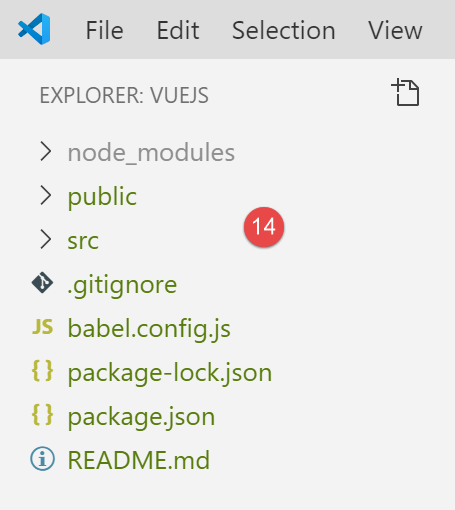 File Edit Selection View
EXPLORER: VUEJS
node_modules
public
14
src
.gitignore
JS babel.config.js
{ } package-lock.json
{ } package.json
README.md